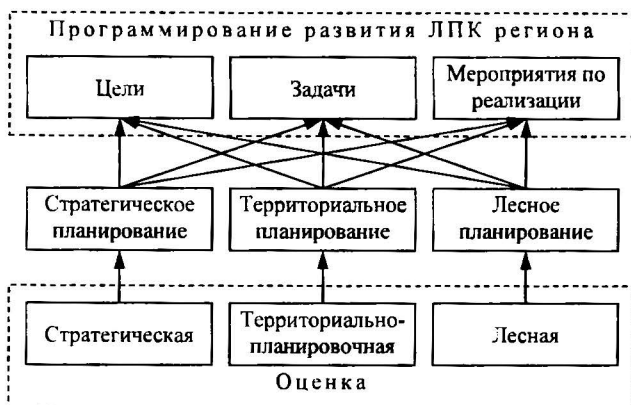 Программирование развития ЛПК региона
Цели
Задачи
Мероприятия по
реализации
Стратегическое
планирование
Территориальное
планирование
Лесное
планирование
Стратегическая
Территориально-
планировочная
Лесная
Оценка